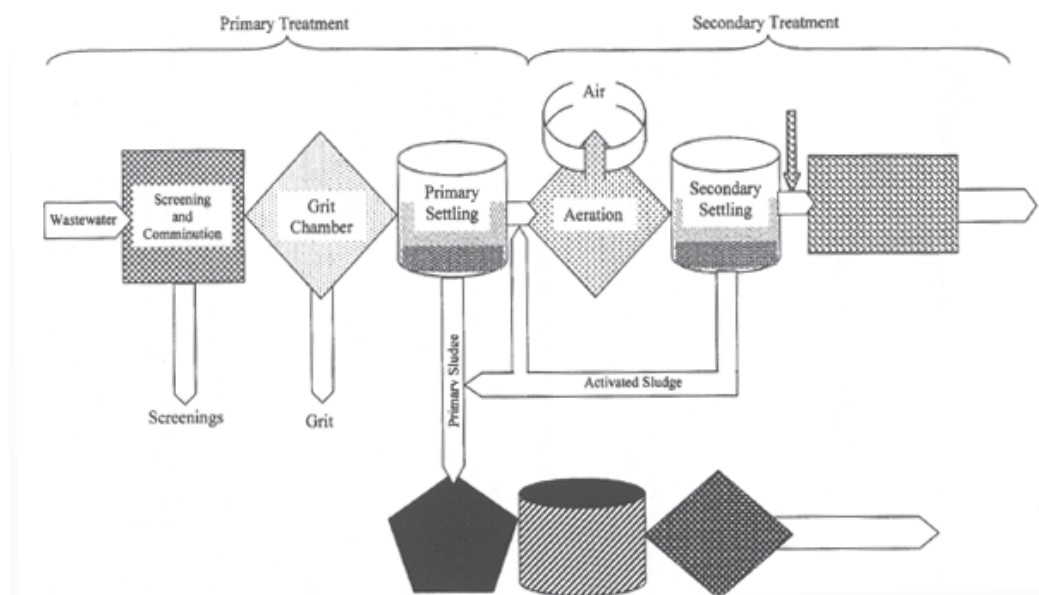 Primary Treatment
Secondary Treatment
Air
Wastewater
Screening
and
Comminution
Grit
Chamber
Primary
Settling
Aeration
Secondary
Settling
Primary Sludge
Activated Sludge
Screenings
Grit